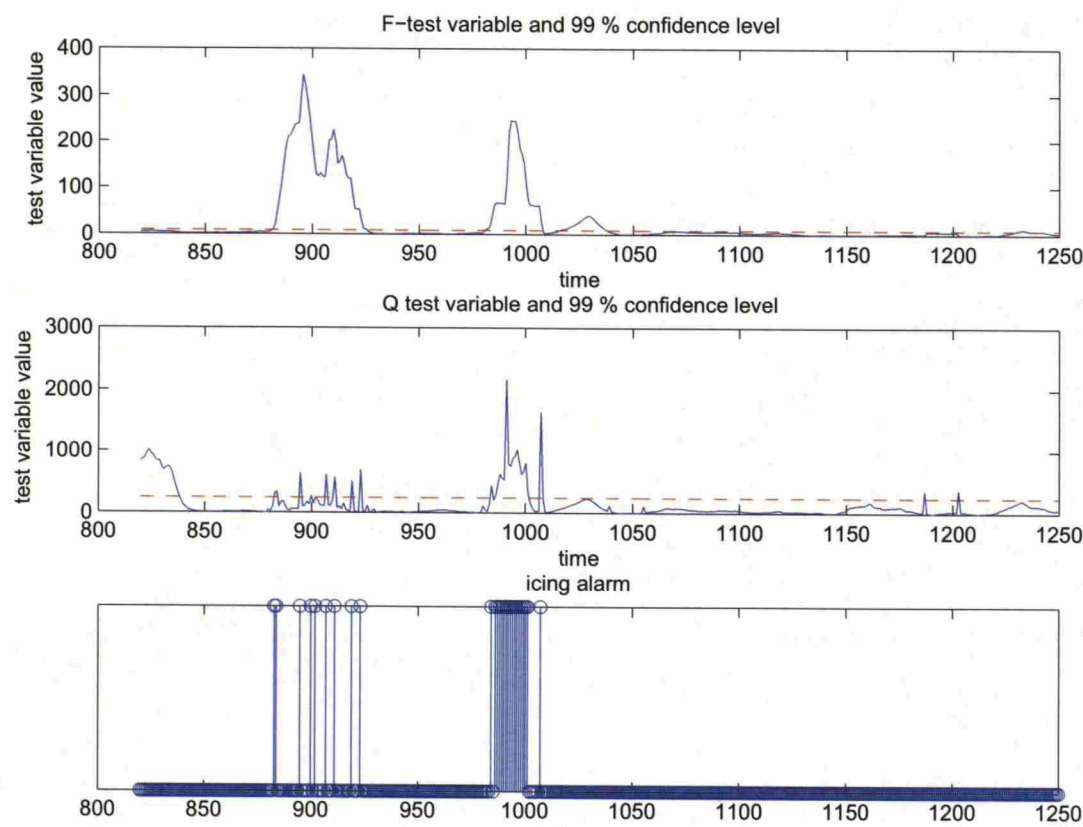 F-test variable and 99 % confidence level
400
300
200
100
0
test variable value
800 850 900 950 1000 1050 1100 1150 1200 1250
time
Q test variable and 99 % confidence level
3000
2000
1000
0
test variable value
800 850 900 950 1000 1050 1100 1150 1200 1250
time
icing alarm
800 850 900 950 1000 1050 1100 1150 1200 1250